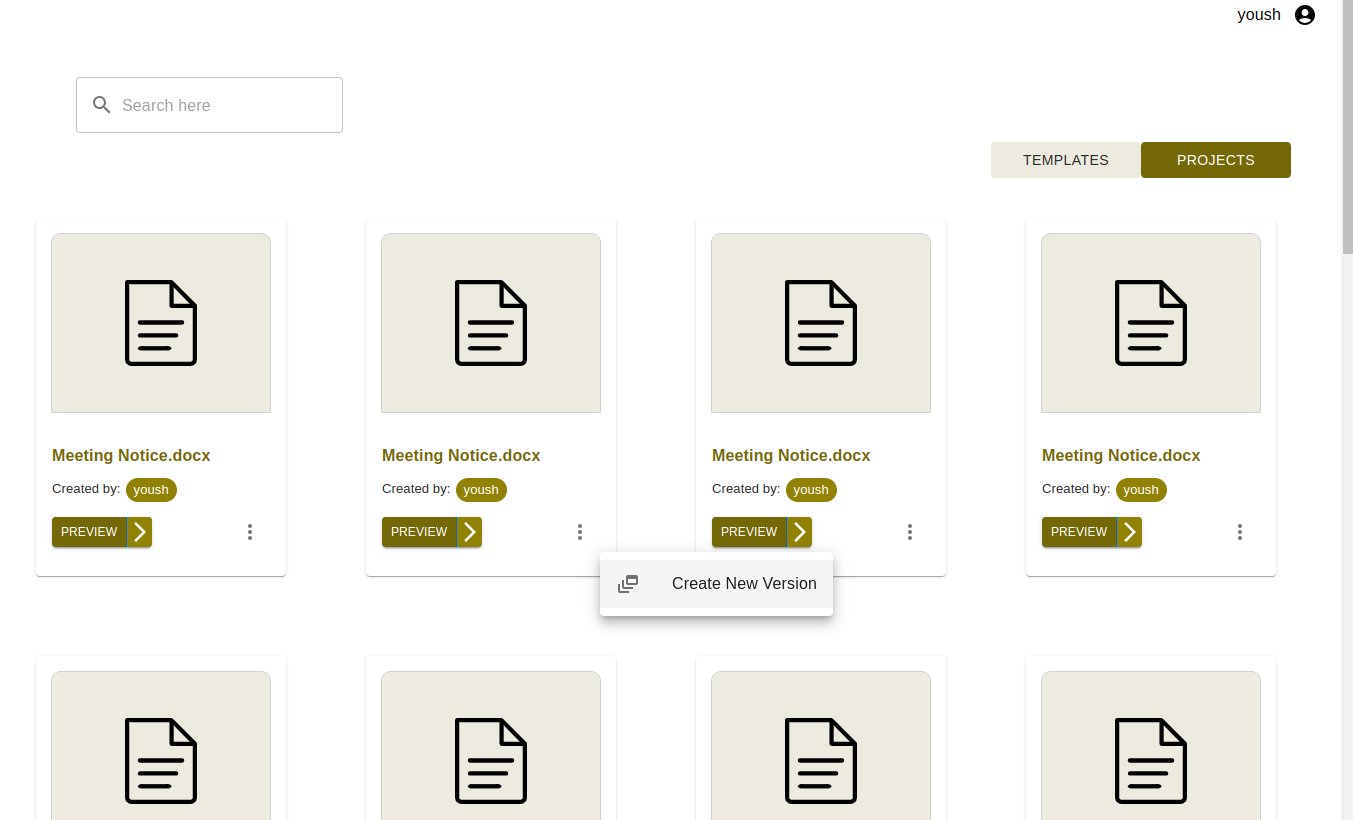 yoush
Search here
TEMPLATES PROJECTS
Meeting Notice.docx Meeting Notice.docx Meeting Notice.docx Meeting Notice.docx
Created by: yoush Created by: yoush Created by: yoush Created by: yoush
PREVIEW PREVIEW PREVIEW PREVIEW
Create New Version